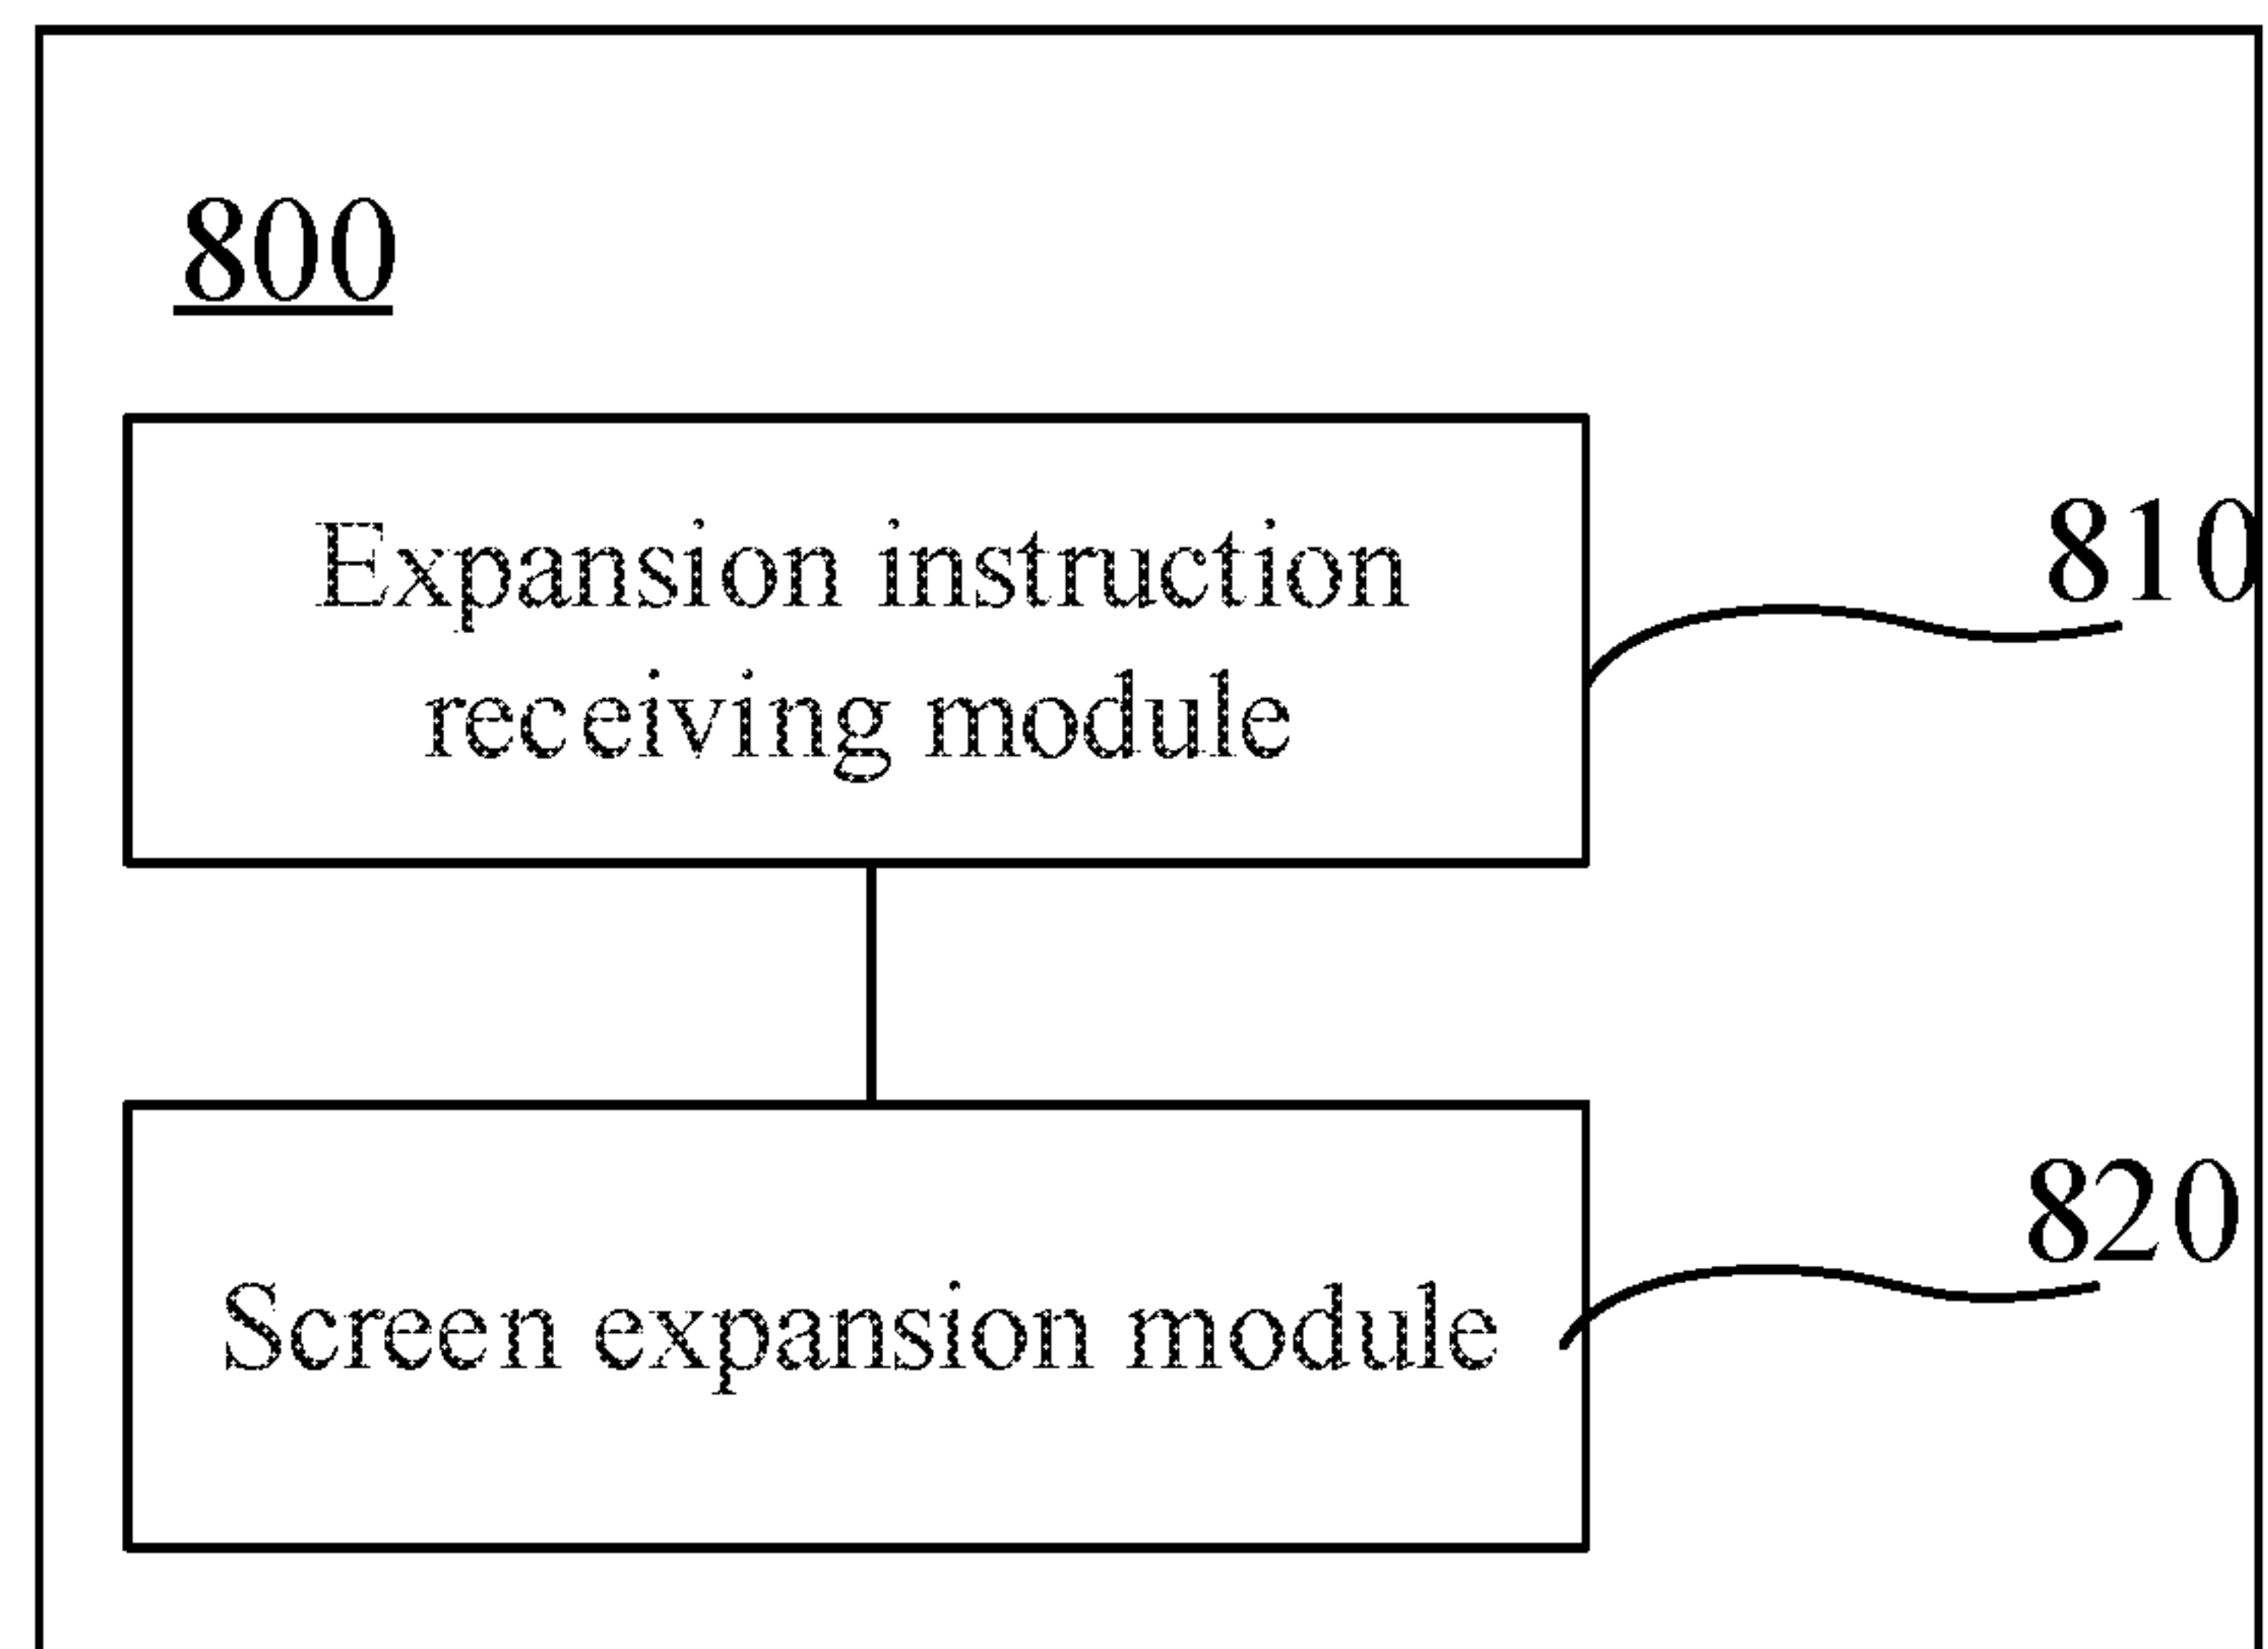 800
Expansion instruction
receiving module
810
Screen expansion module
820